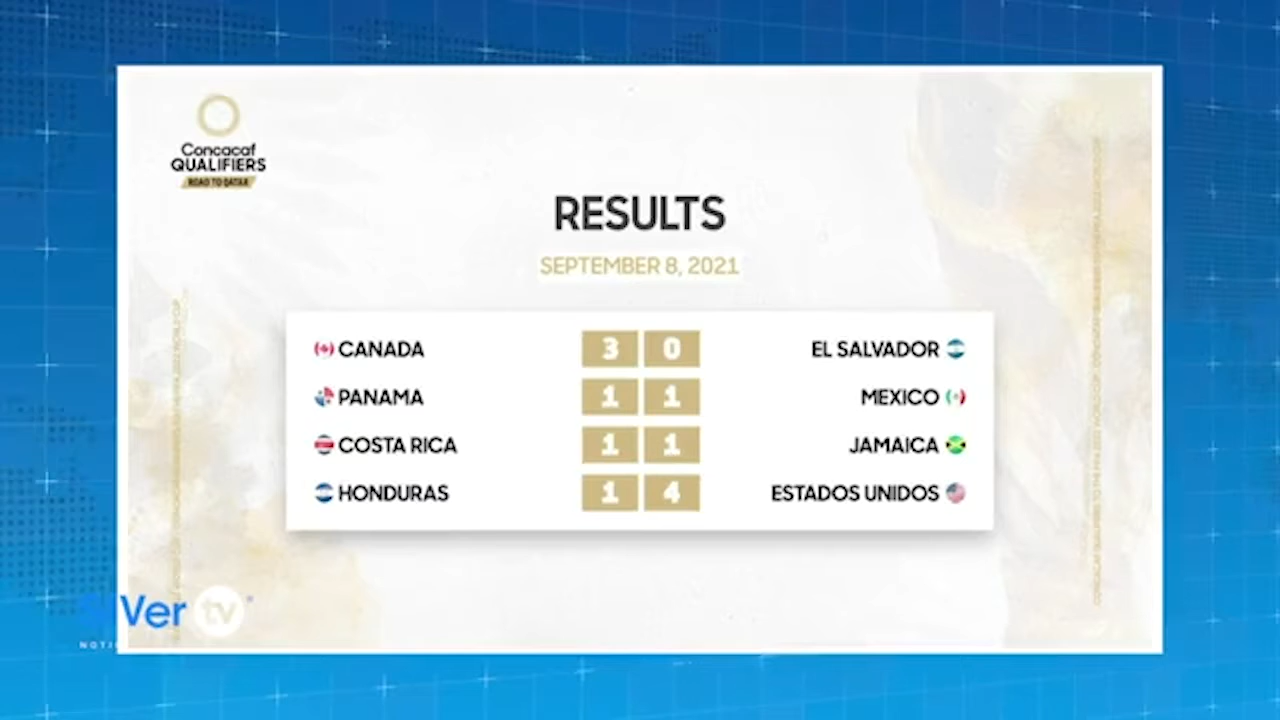 Concacaf
QUALIFIERS
ROAD TO QATAR
RESULTS
SEPTEMBER 8, 2021
CANADA 3 0 EL SALVADOR
PANAMA 1 1 MEXICO
COSTA RICA 1 1 JAMAICA
HONDURAS 1 4 ESTADOS UNIDOS
Ver tv